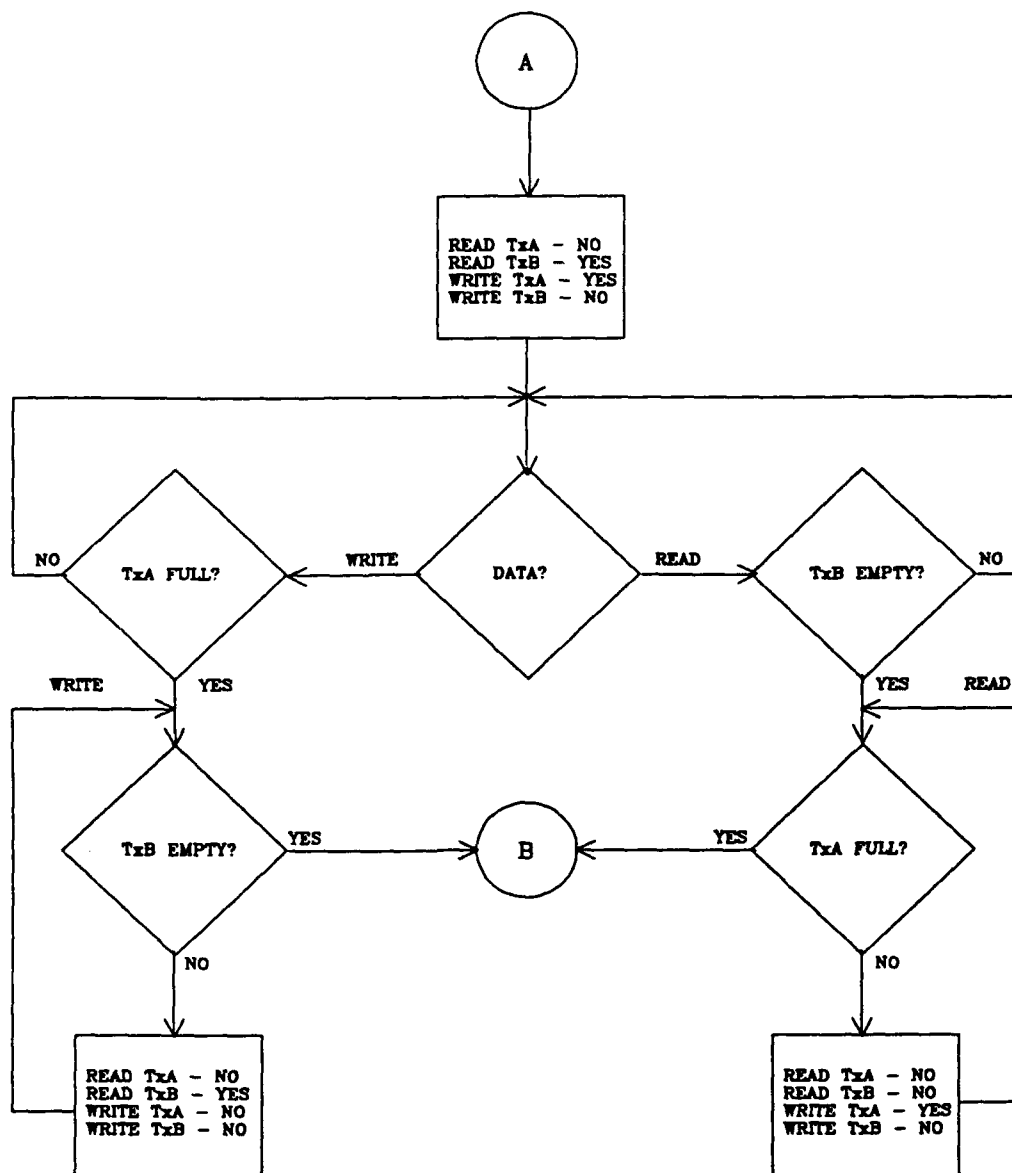 A
READ TxA - NO
READ TxB - YES
WRITE TxA - YES
WRITE TxB - NO
NO
TxA FULL?
WRITE
DATA?
READ
TxB EMPTY?
NO
WRITE
YES
YES
READ
TxB EMPTY?
YES
B
YES
TxA FULL?
NO
NO
READ TxA - NO
READ TxB - YES
WRITE TxA - NO
WRITE TxB - NO
READ TxA - NO
READ TxB - NO
WRITE TxA - YES
WRITE TxB - NO